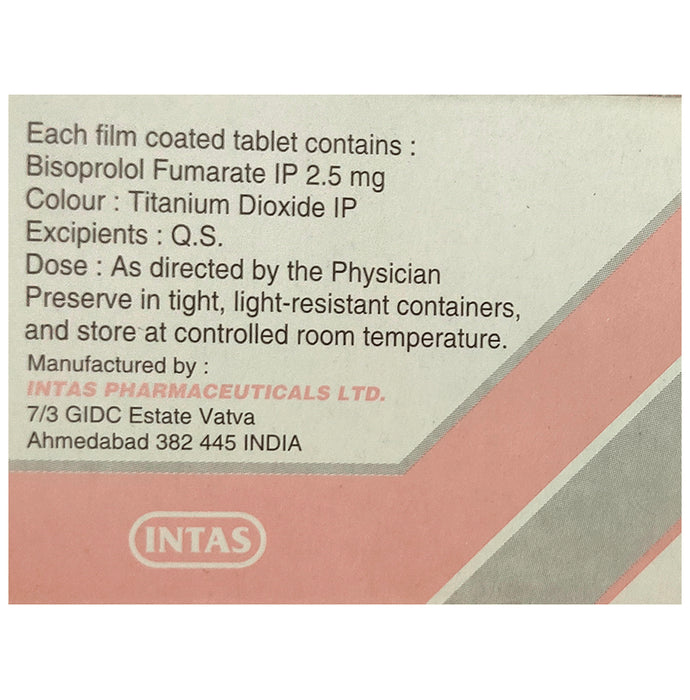 Each film coated tablet contains :
Bisoprolol Fumarate IP 2.5 mg
Colour : Titanium Dioxide IP
Excipients : Q.S.
Dose : As directed by the Physician
Preserve in tight, light-resistant containers,
and store at controlled room temperature.
Manufactured by :
INTAS PHARMACEUTICALS LTD.
7/3 GIDC Estate Vatva
Ahmedabad 382 445 INDIA
INTAS